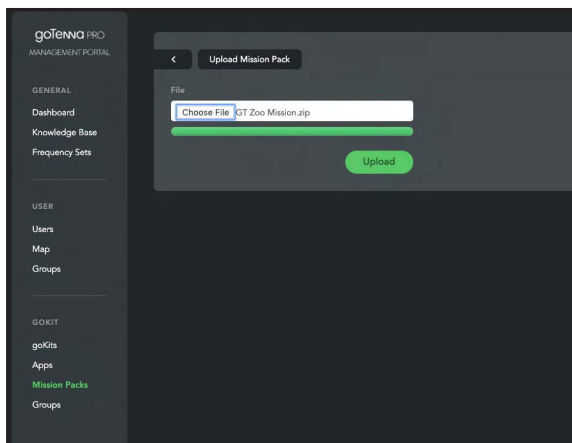 goTenna PRO
MANAGEMENT PORTAL
GENERAL
Dashboard
Knowledge Base
Frequency Sets
USER
Users
Map
Groups
GOKIT
goKits
Apps
Mission Packs
Groups
< Upload Mission Pack
File
Choose File GT Zoo Mission.zip
Upload